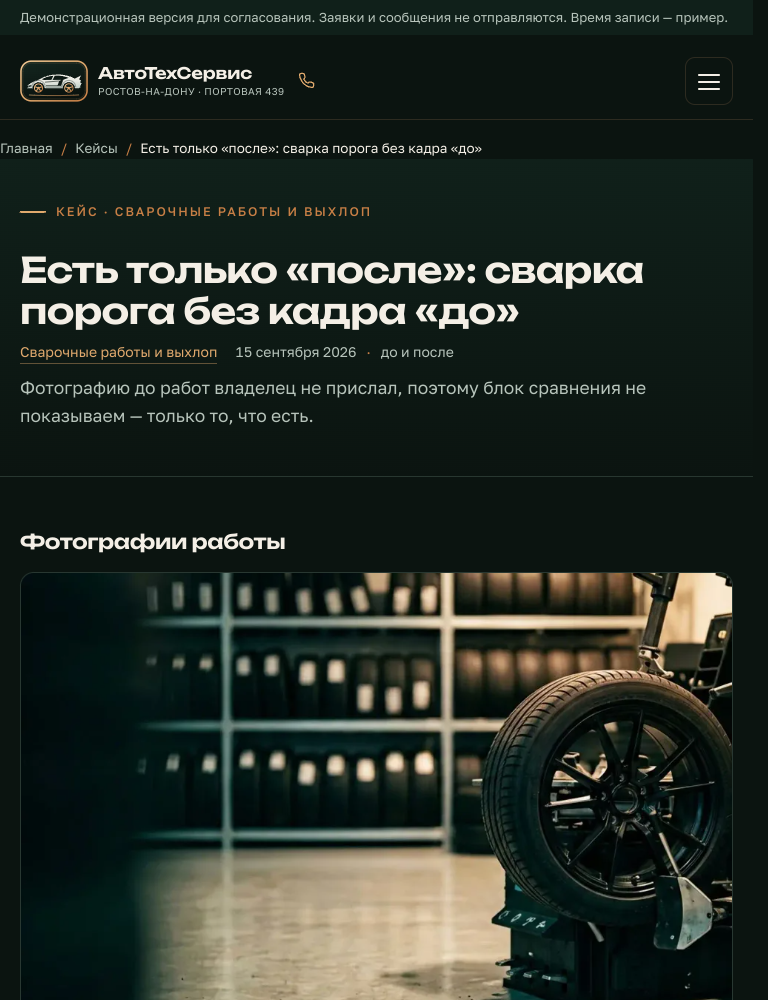 Демонстрационная версия для согласования. Заявки и сообщения не отправляются. Время записи — пример.
АвтоТехСервис
РОСТОВ-НА-ДОНУ · ПОРТОВАЯ 439
Главная / Кейсы / Есть только «после»: сварка порога без кадра «до»
КЕЙС · СВАРОЧНЫЕ РАБОТЫ И ВЫХЛОП
Есть только «после»: сварка
порога без кадра «до»
Сварочные работы и выхлоп 15 сентября 2026 · до и после
Фотографию до работ владелец не прислал, поэтому блок сравнения не
показываем — только то, что есть.
Фотографии работы